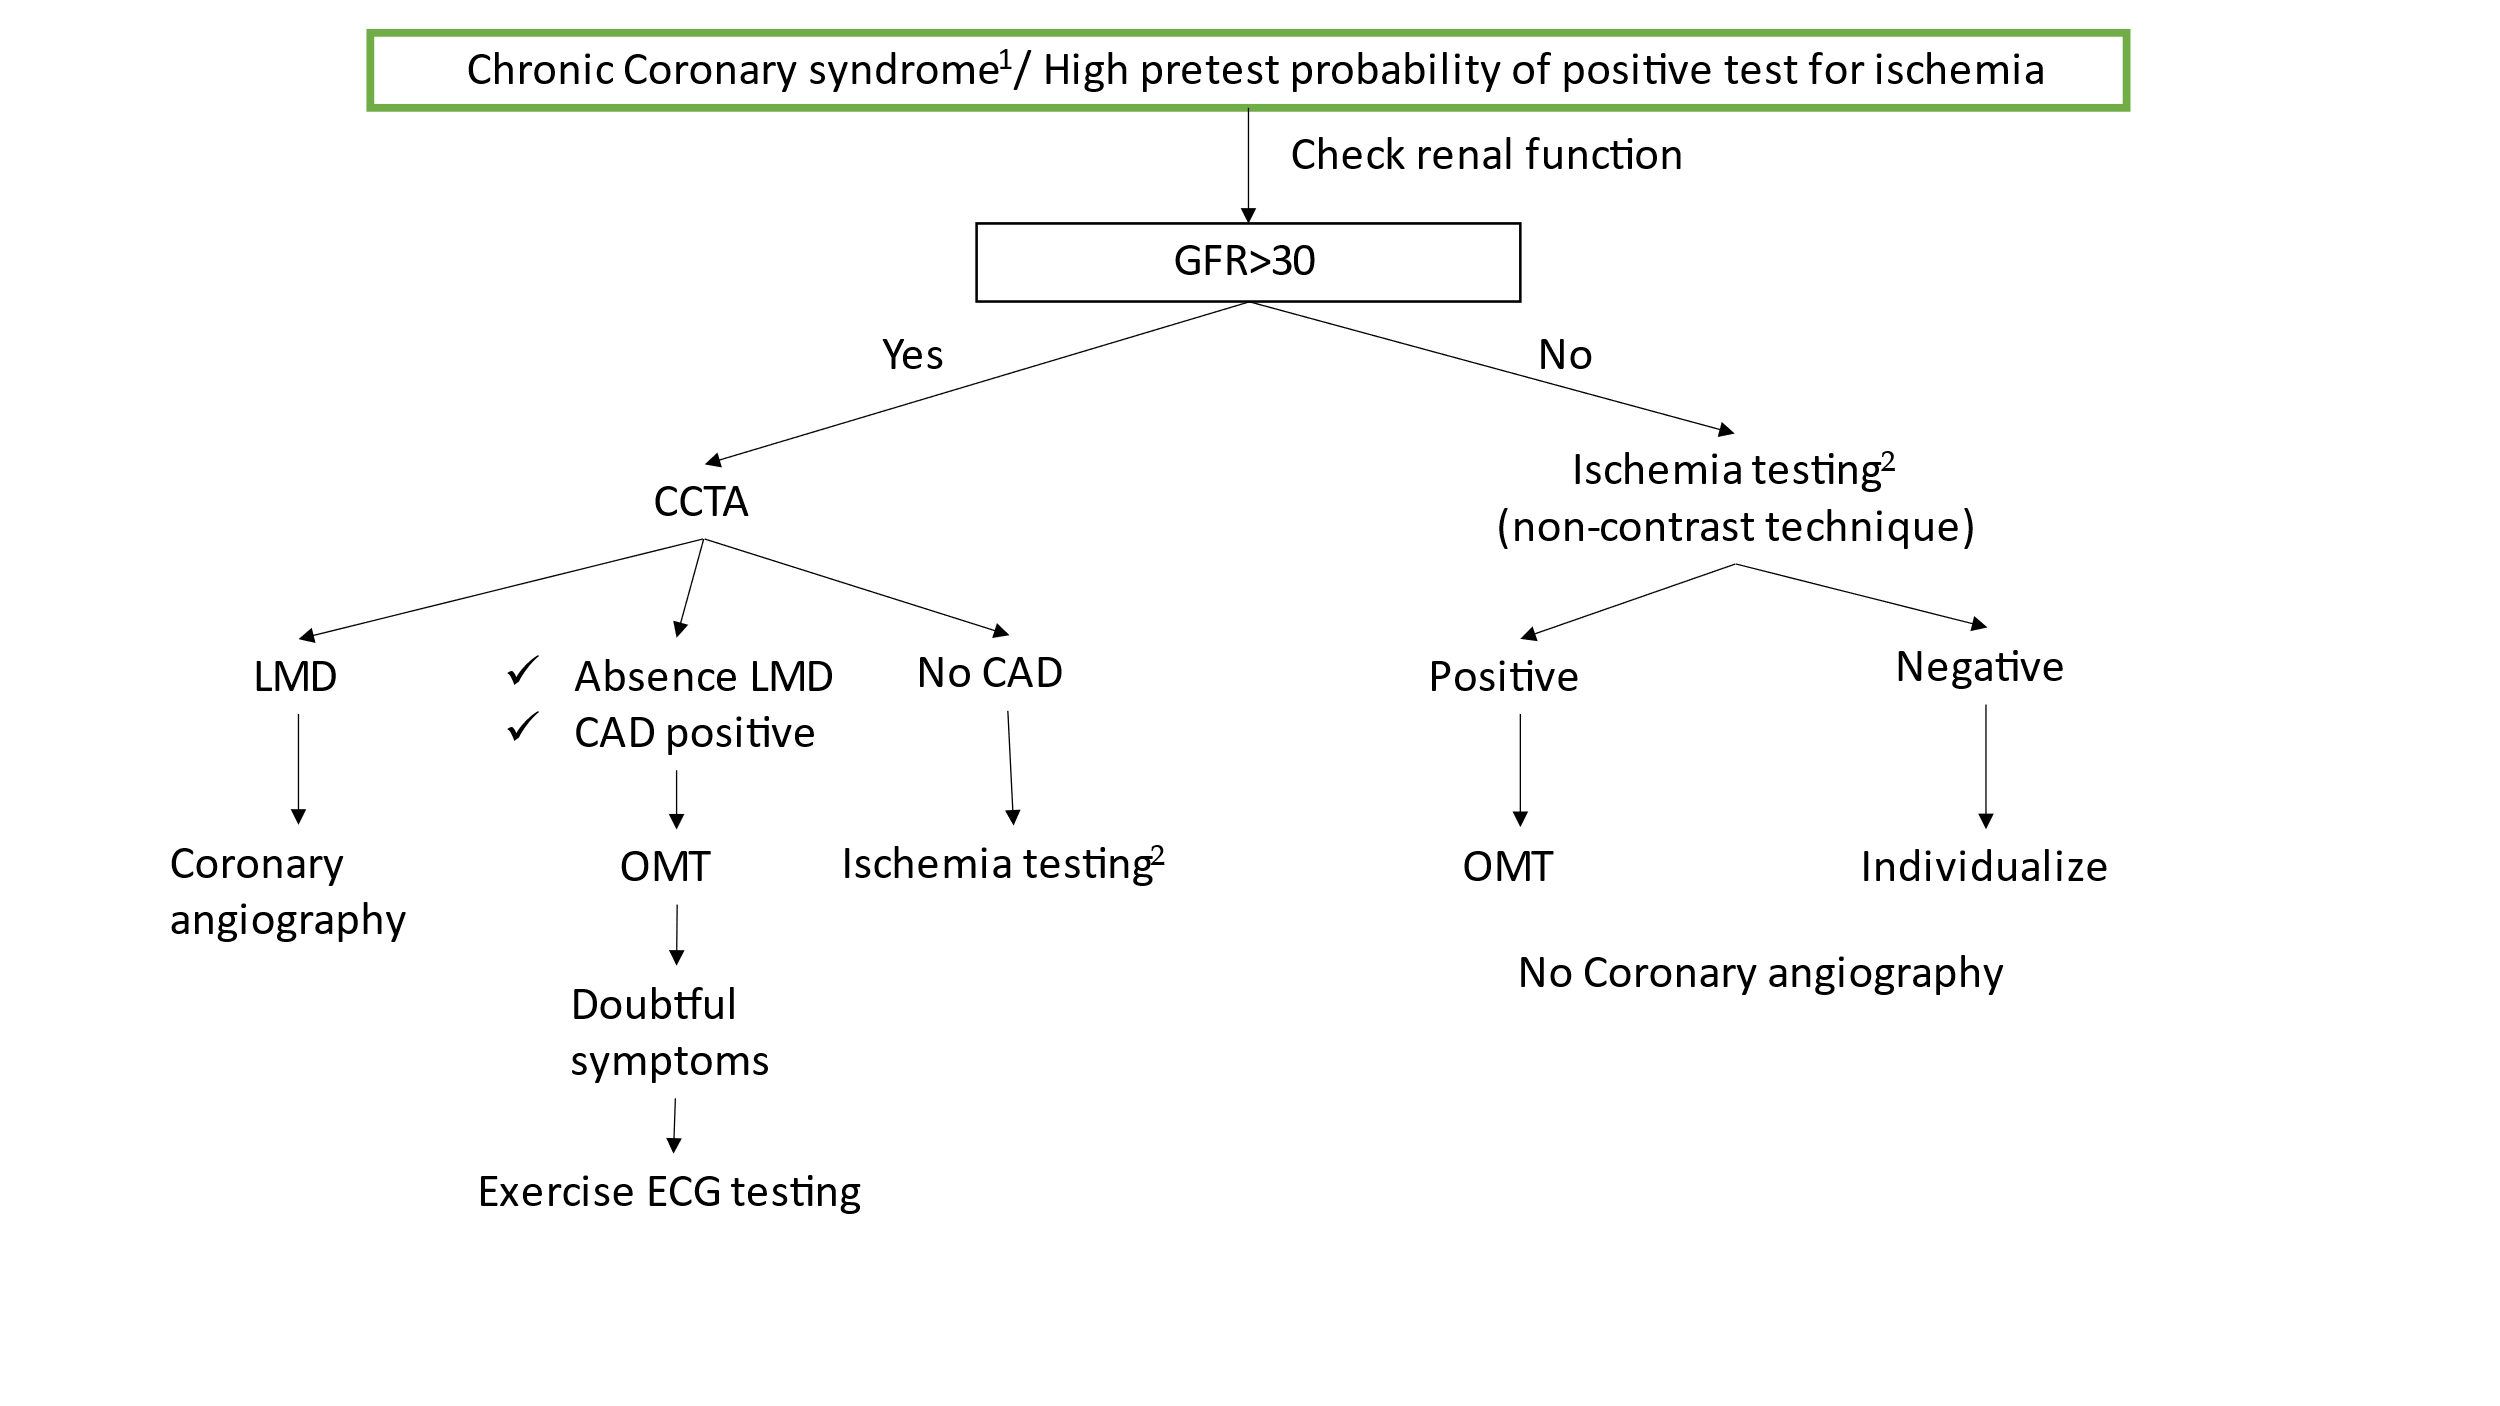 Chronic Coronary syndrome¹/ High pretest probability of positive test for ischemia
Check renal function
GFR>30
Yes
No
CCTA
Ischemia testing²
(non-contrast technique)
LMD
✓ Absence LMD
✓ CAD positive
No CAD
Positive
Negative
Coronary
angiography
OMT
Ischemia testing²
OMT
Individualize
No Coronary angiography
Doubtful
symptoms
Exercise ECG testing